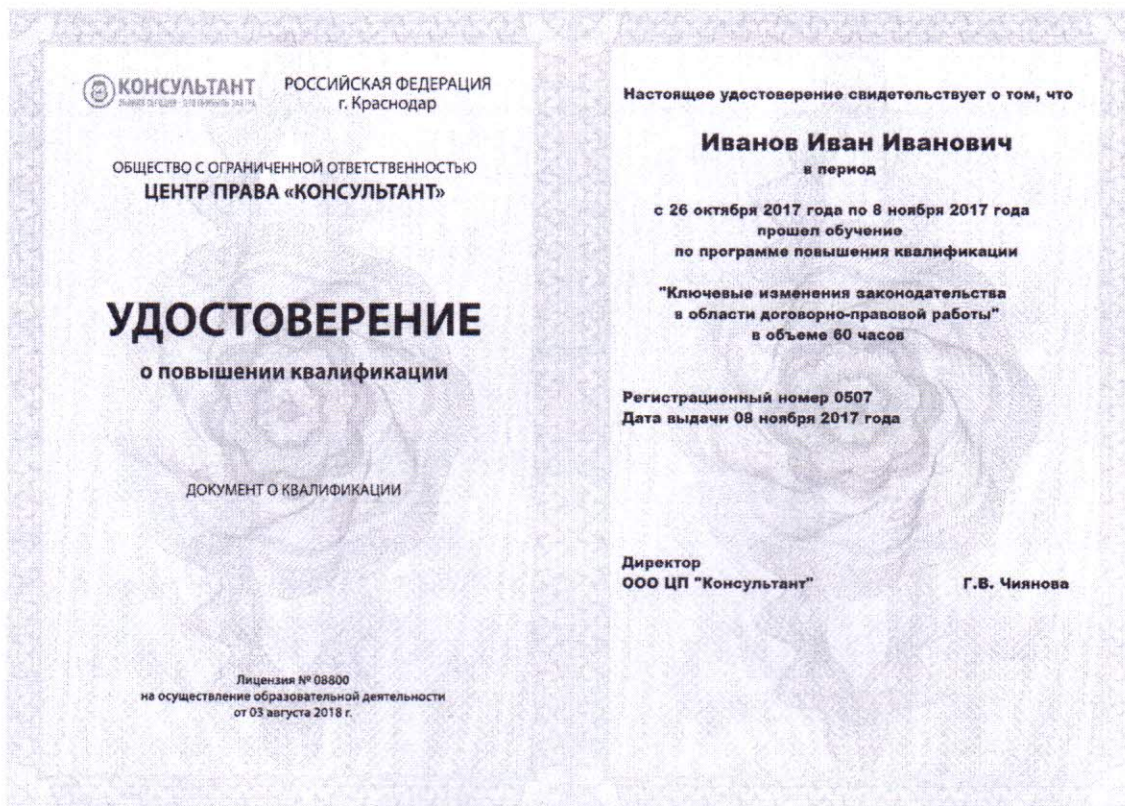 КОНСУЛЬТАНТ
РОССИЙСКАЯ ФЕДЕРАЦИЯ
г. Краснодар
ОБЩЕСТВО С ОГРАНИЧЕННОЙ ОТВЕТСТВЕННОСТЬЮ
ЦЕНТР ПРАВА «КОНСУЛЬТАНТ»
УДОСТОВЕРЕНИЕ
о повышении квалификации
ДОКУМЕНТ О КВАЛИФИКАЦИИ
Лицензия № 08800
на осуществление образовательной деятельности
от 03 августа 2018 г.
Настоящее удостоверение свидетельствует о том, что
Иванов Иван Иванович
в период
с 26 октября 2017 года по 8 ноября 2017 года
прошел обучение
по программе повышения квалификации
"Ключевые изменения законодательства
в области договорно-правовой работы"
в объеме 60 часов
Регистрационный номер 0507
Дата выдачи 08 ноября 2017 года
Директор
ООО ЦП "Консультант" Г.В. Чиянова